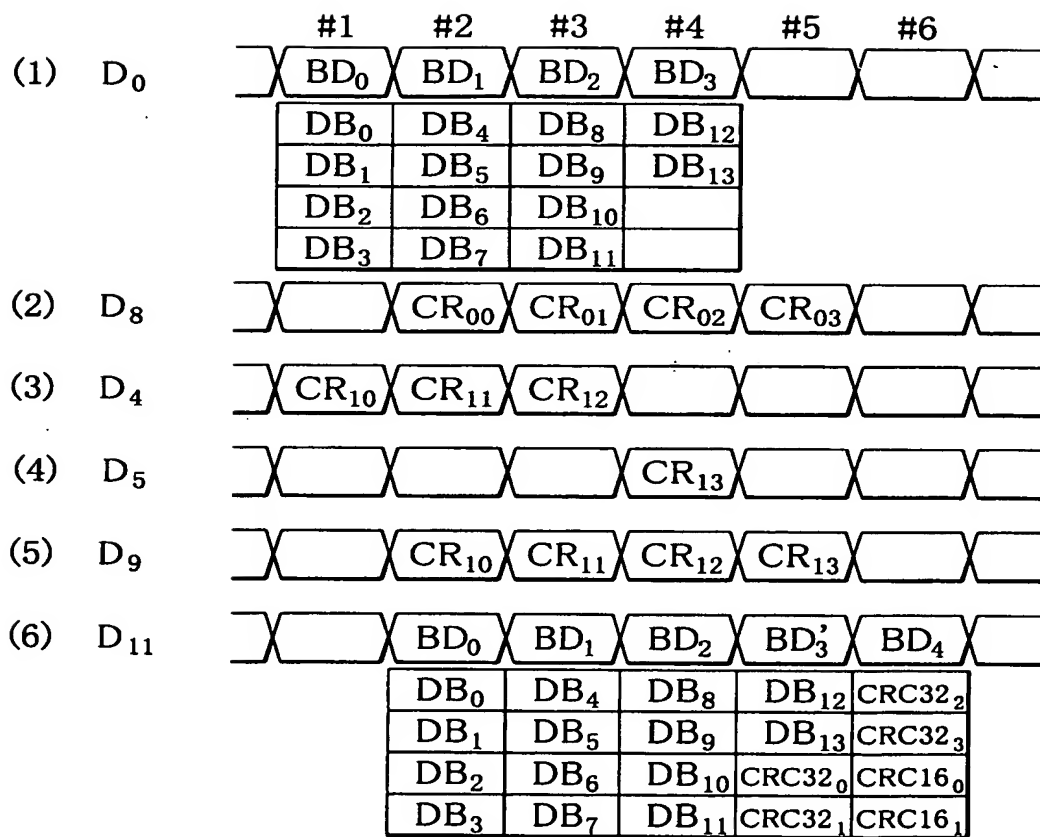 #1 #2 #3 #4 #5 #6
(1) D₀ BD₀ BD₁ BD₂ BD₃
DB₀ DB₄ DB₈ DB₁₂
DB₁ DB₅ DB₉ DB₁₃
DB₂ DB₆ DB₁₀
DB₃ DB₇ DB₁₁
(2) D₈ CR₀₀ CR₀₁ CR₀₂ CR₀₃
(3) D₄ CR₁₀ CR₁₁ CR₁₂
(4) D₅ CR₁₃
(5) D₉ CR₁₀ CR₁₁ CR₁₂ CR₁₃
(6) D₁₁ BD₀ BD₁ BD₂ BD₃' BD₄
DB₀ DB₄ DB₈ DB₁₂ CRC32₂
DB₁ DB₅ DB₉ DB₁₃ CRC32₃
DB₂ DB₆ DB₁₀ CRC32₀ CRC16₀
DB₃ DB₇ DB₁₁ CRC32₁ CRC16₁